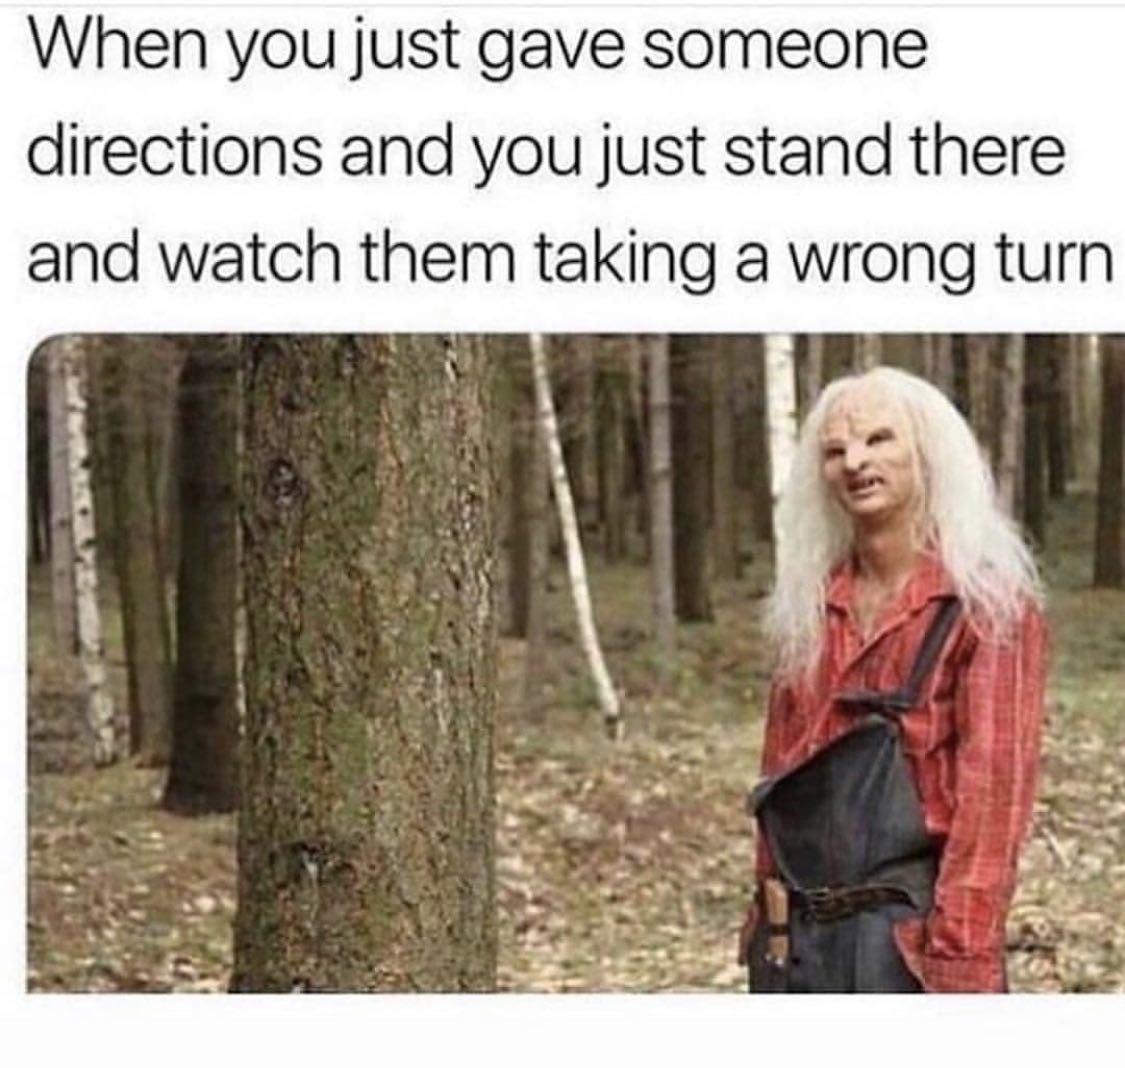 When you just gave someone
directions and you just stand there
and watch them taking a wrong turn